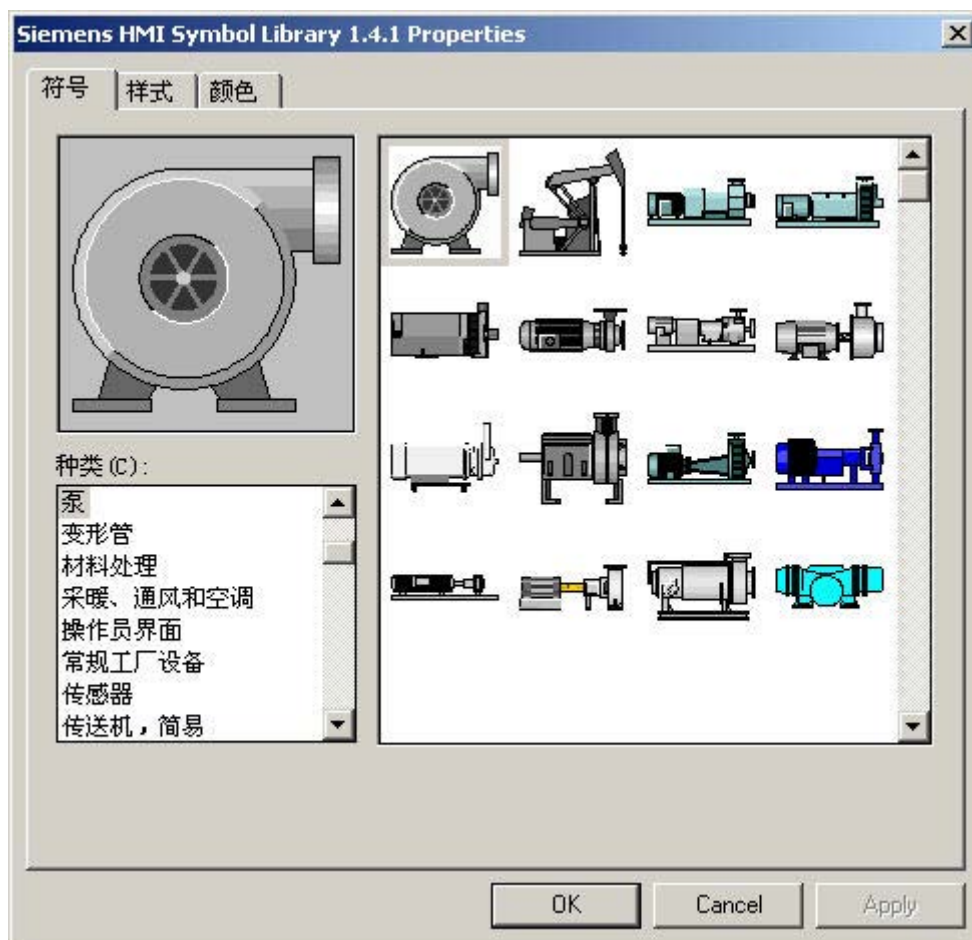 Siemens HMI Symbol Library 1.4.1 Properties
符号 样式 颜色
种类(C):
泵
变形管
材料处理
采暖、通风和空调
操作员界面
常规工厂设备
传感器
传送机，简易
OK Cancel Apply